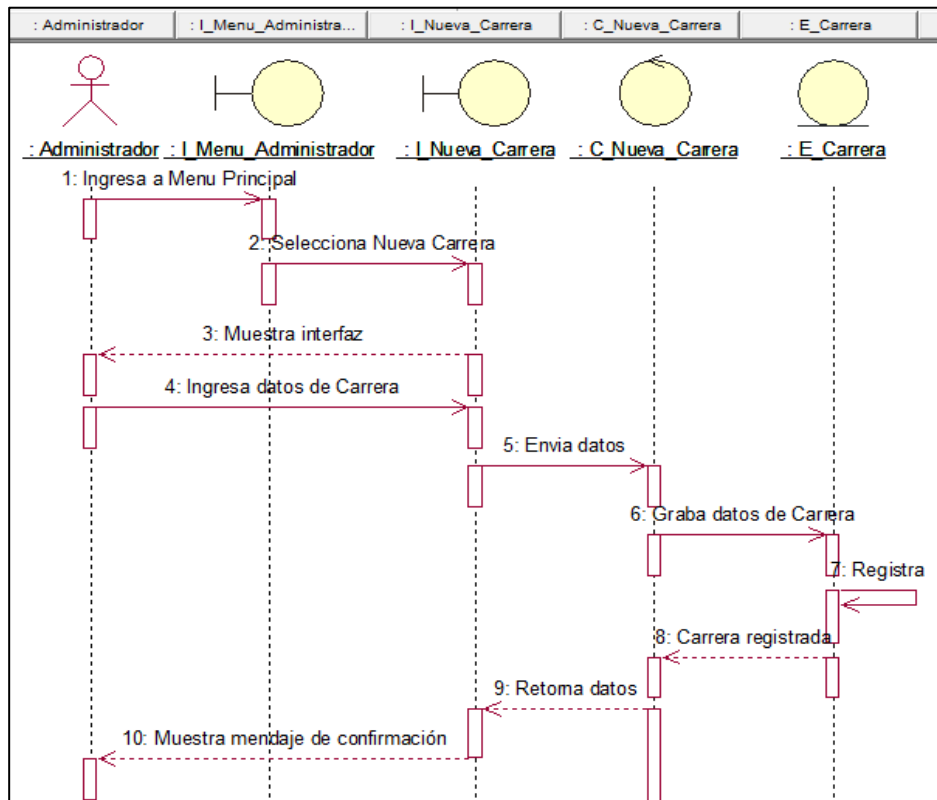 : Administrador
: I_Menu_Administra...
: I_Nueva_Carrera
: C_Nueva_Carrera
: E_Carrera
: Administrador
: I_Menu_Administrador
: I_Nueva_Carrera
: C_Nueva_Carrera
: E_Carrera
1: Ingresa a Menu Principal
2: Selecciona Nueva Carrera
3: Muestra interfaz
4: Ingresa datos de Carrera
5: Envia datos
6: Graba datos de Carrera
7: Registra
8: Carrera registrada
9: Retorna datos
10: Muestra mendaje de confirmación